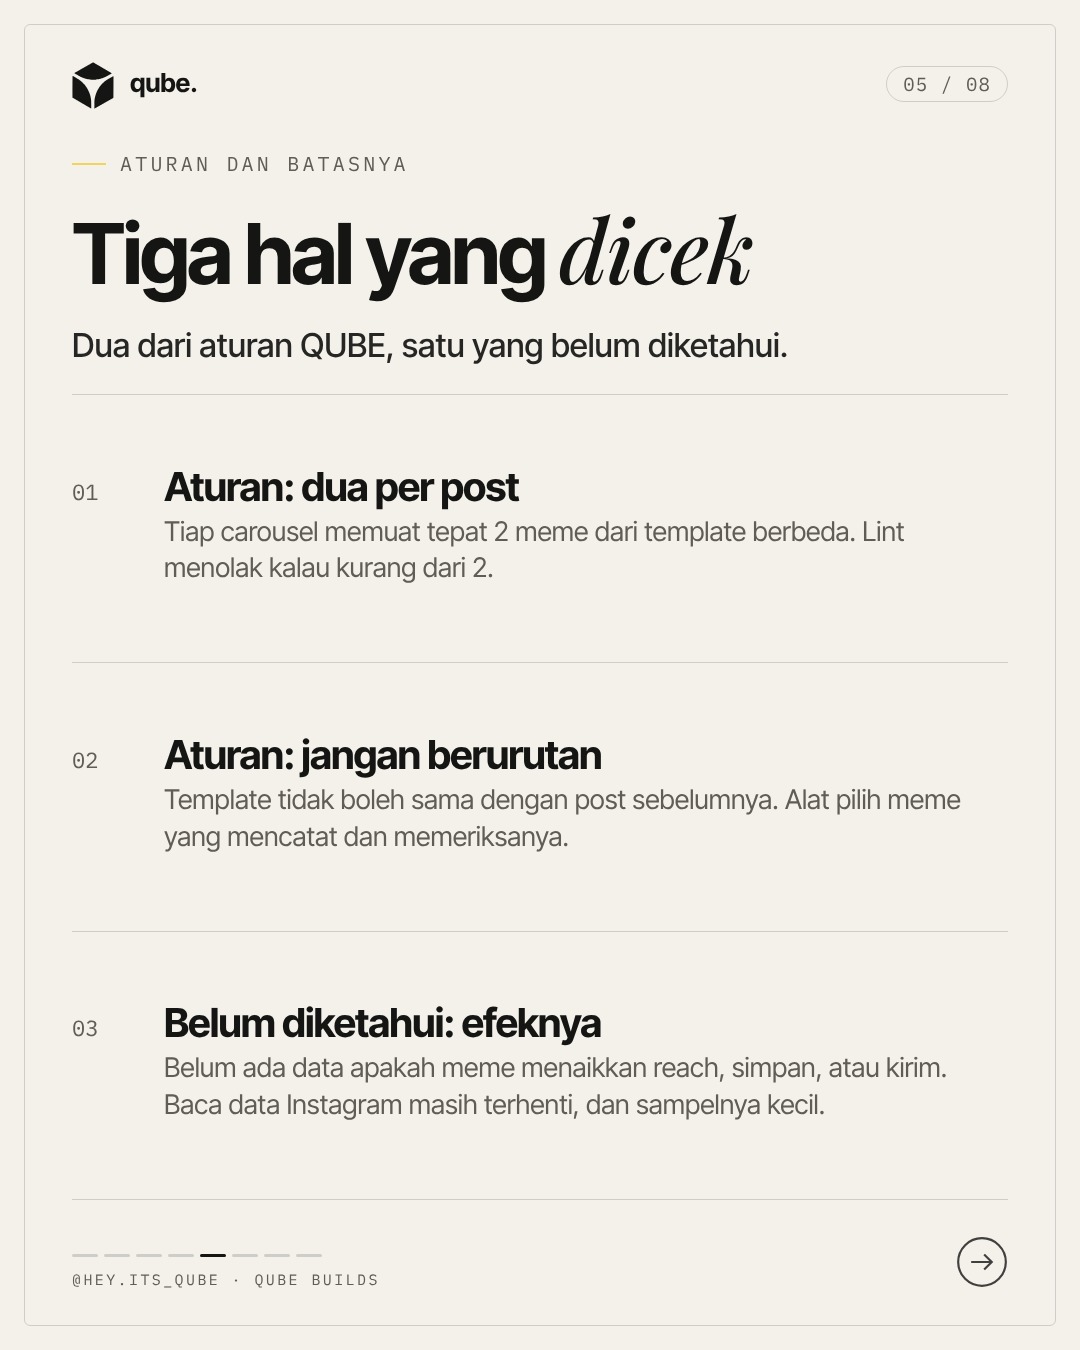 qube.
05 / 08
ATURAN DAN BATASNYA
Tiga hal yang dicek
Dua dari aturan QUBE, satu yang belum diketahui.
01
Aturan: dua per post
Tiap carousel memuat tepat 2 meme dari template berbeda. Lint
menolak kalau kurang dari 2.
02
Aturan: jangan berurutan
Template tidak boleh sama dengan post sebelumnya. Alat pilih meme
yang mencatat dan memeriksanya.
03
Belum diketahui: efeknya
Belum ada data apakah meme menaikkan reach, simpan, atau kirim.
Baca data Instagram masih terhenti, dan sampelnya kecil.
@HEY.ITS_QUBE · QUBE BUILDS